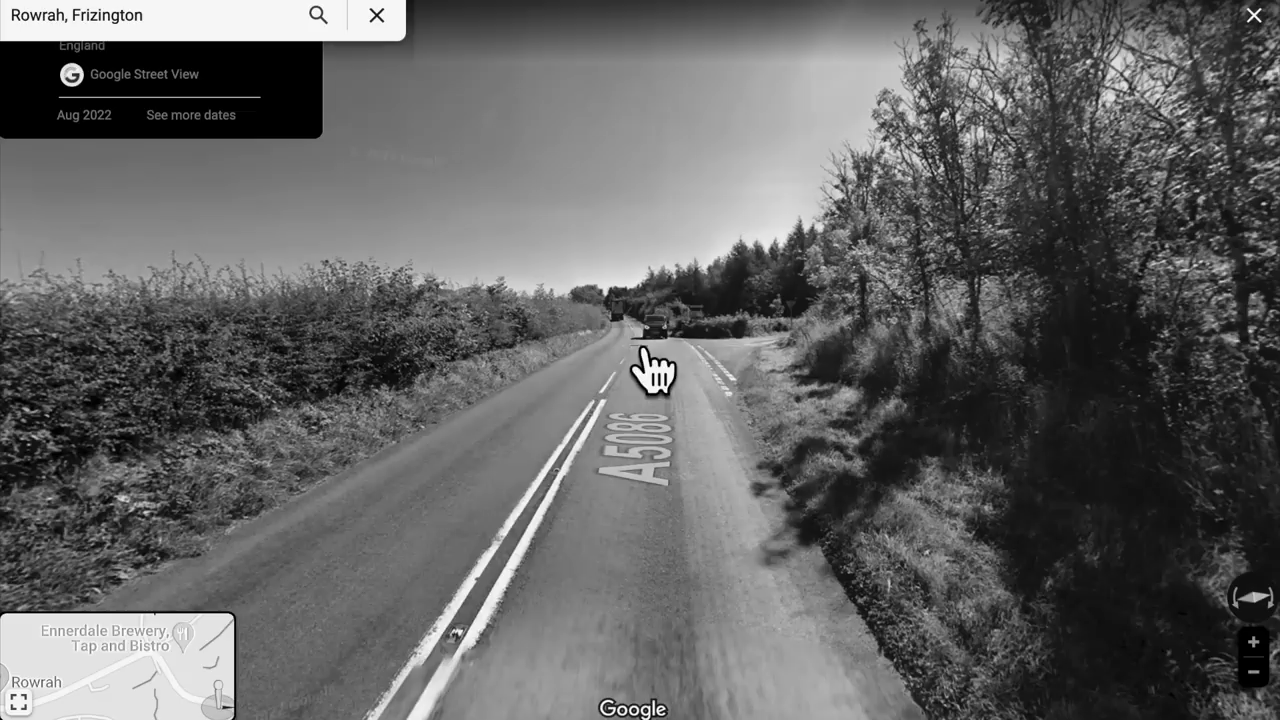 Rowrah, Frizington
England
Google Street View
Aug 2022
See more dates
A5086
Ennerdale Brewery,
Tap and Bistro
Rowrah
Google